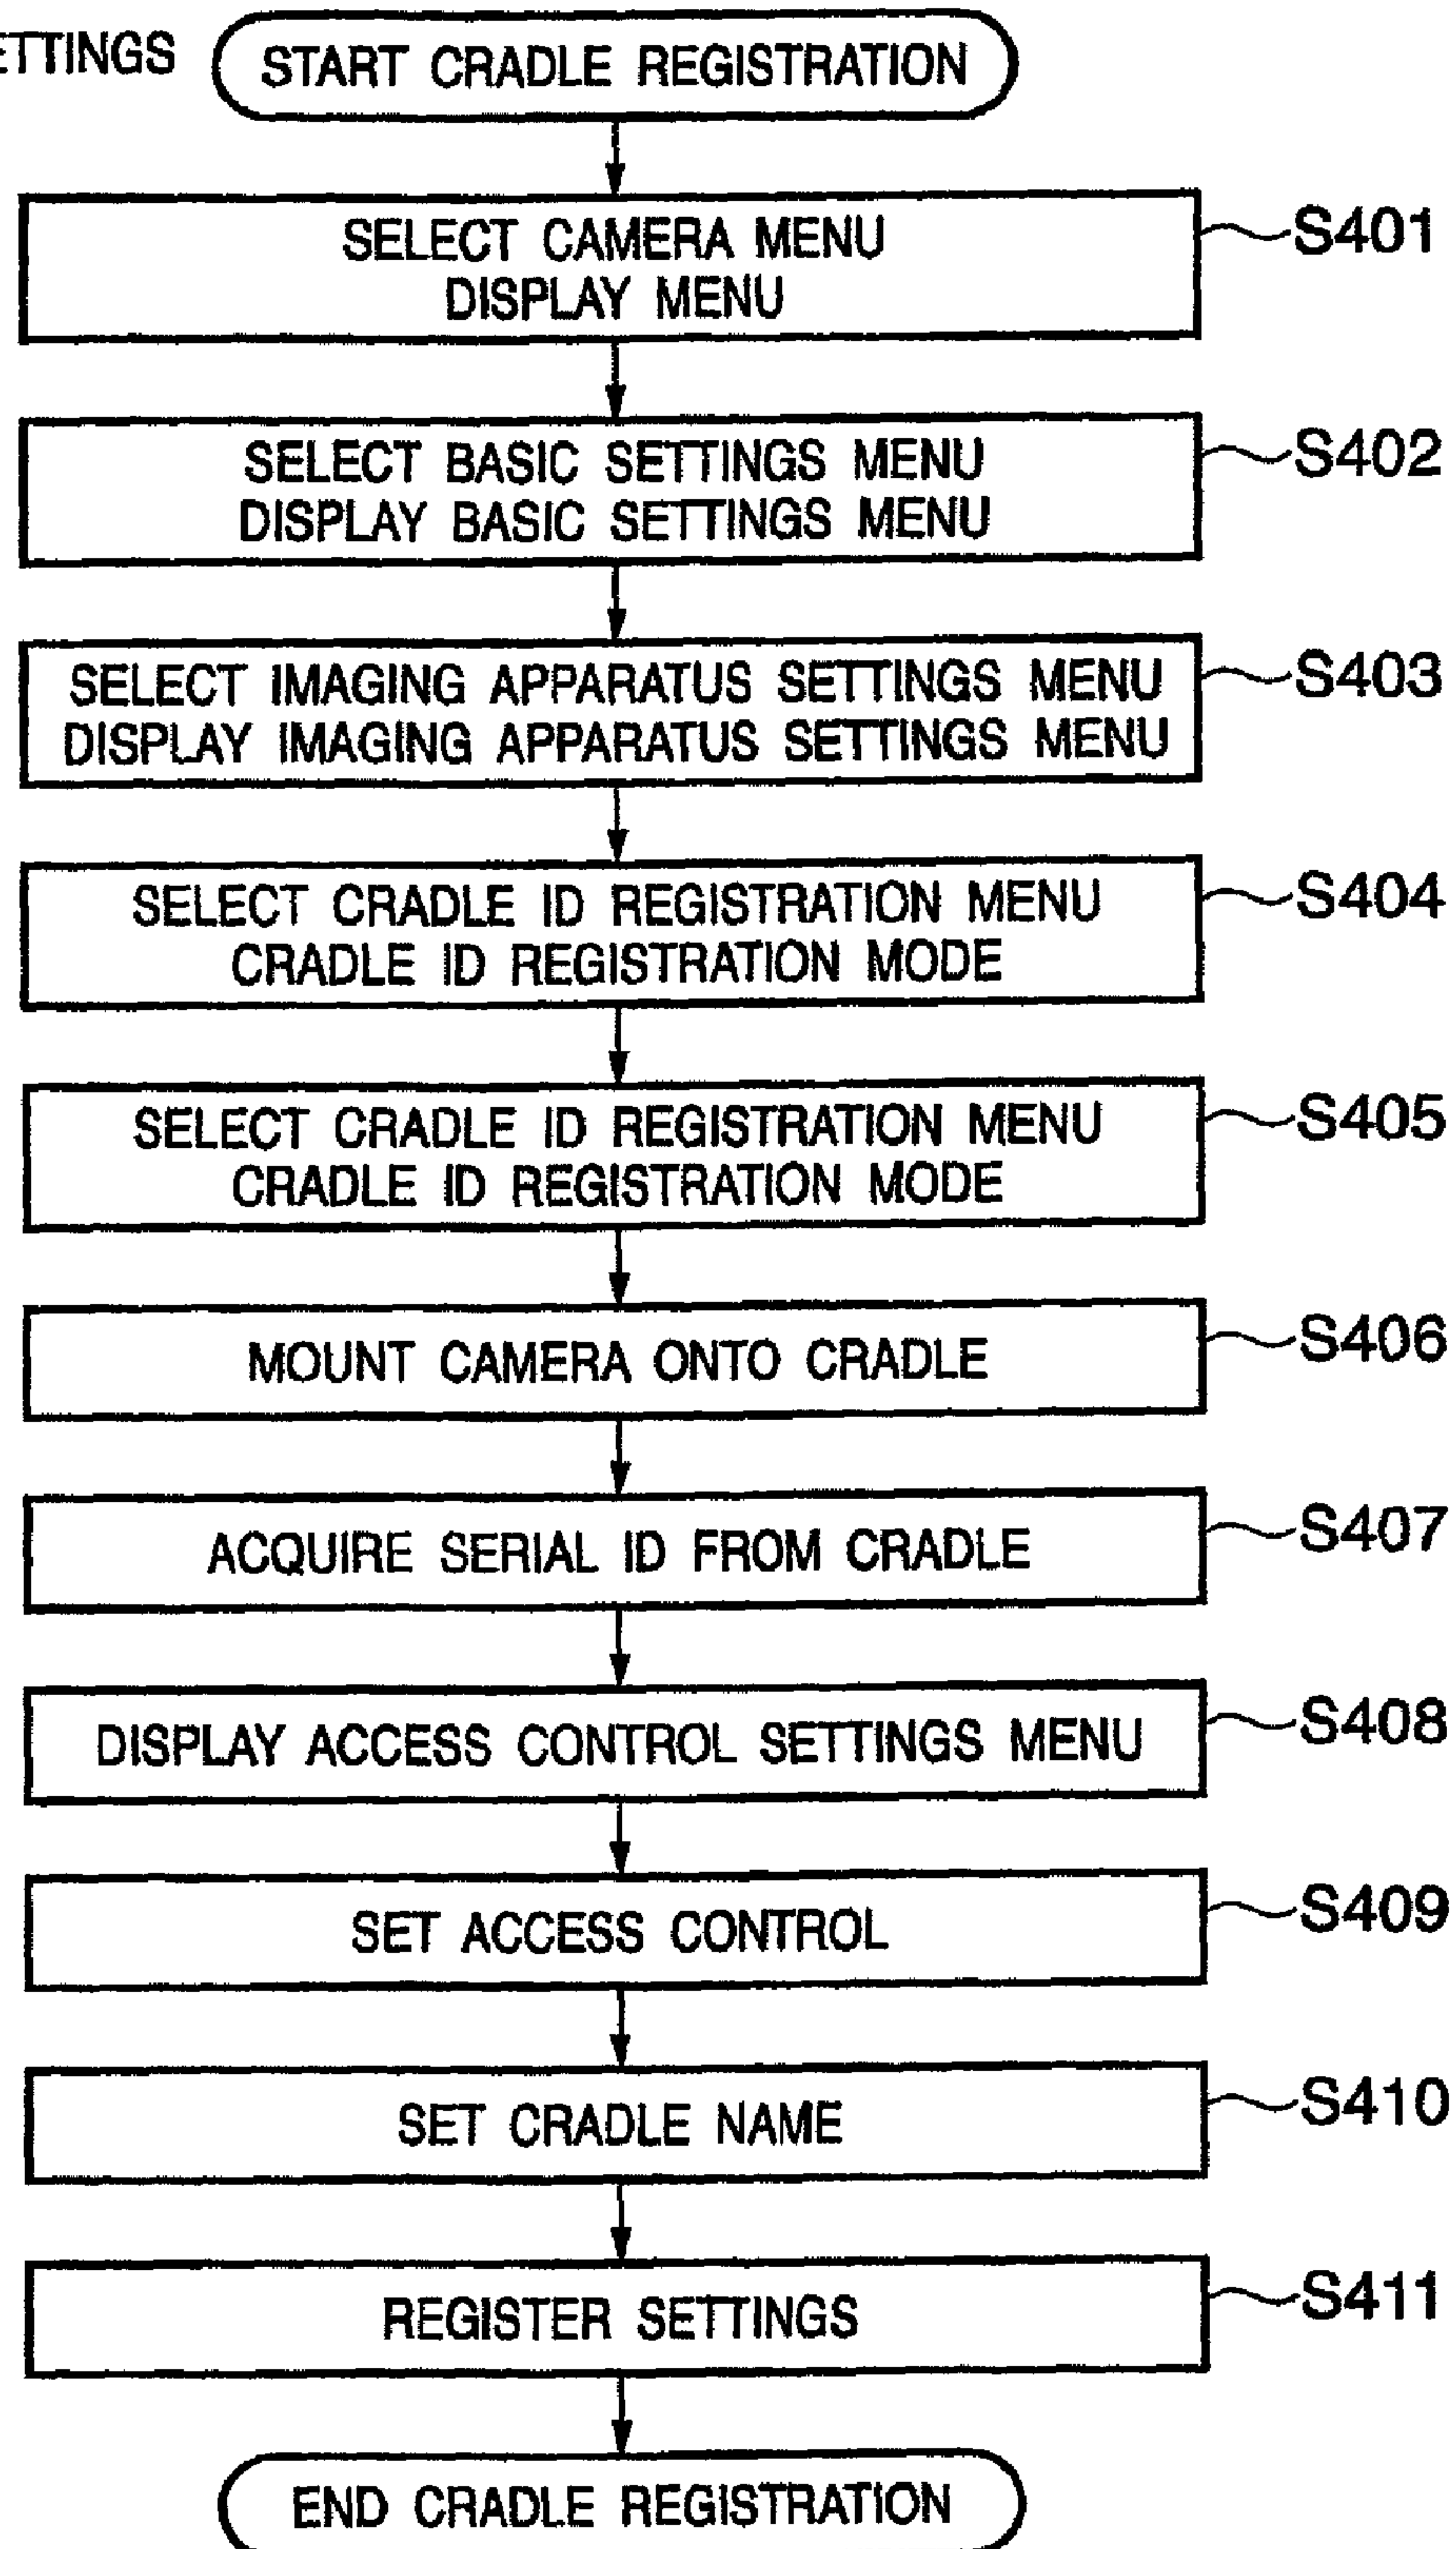 ETTINGS
START CRADLE REGISTRATION
SELECT CAMERA MENU
DISPLAY MENU
S401
SELECT BASIC SETTINGS MENU
DISPLAY BASIC SETTINGS MENU
S402
SELECT IMAGING APPARATUS SETTINGS MENU
DISPLAY IMAGING APPARATUS SETTINGS MENU
S403
SELECT CRADLE ID REGISTRATION MENU
CRADLE ID REGISTRATION MODE
S404
SELECT CRADLE ID REGISTRATION MENU
CRADLE ID REGISTRATION MODE
S405
MOUNT CAMERA ONTO CRADLE
S406
ACQUIRE SERIAL ID FROM CRADLE
S407
DISPLAY ACCESS CONTROL SETTINGS MENU
S408
SET ACCESS CONTROL
S409
SET CRADLE NAME
S410
REGISTER SETTINGS
S411
END CRADLE REGISTRATION